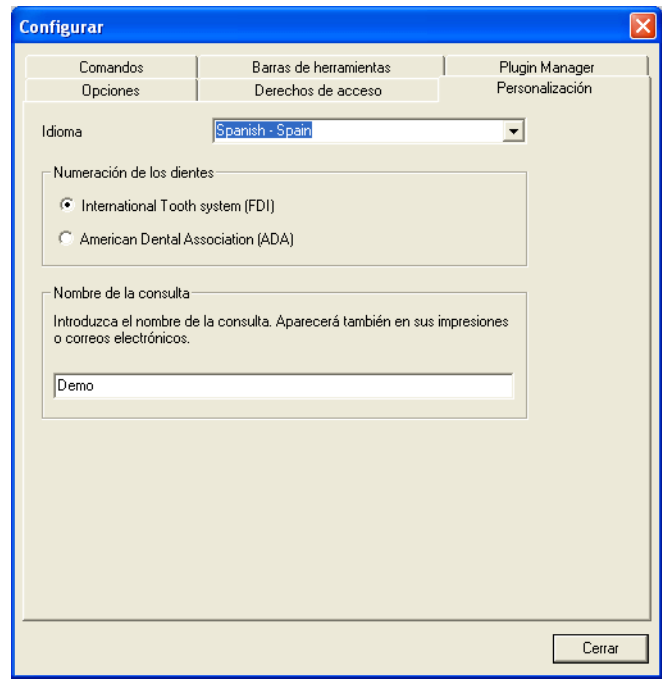 Configurar
Comandos
Barras de herramientas
Plugin Manager
Opciones
Derechos de acceso
Personalización
Idioma
Spanish - Spain
Numeración de los dientes
International Tooth system (FDI)
American Dental Association (ADA)
Nombre de la consulta
Introduzca el nombre de la consulta. Aparecerá también en sus impresiones
o correos electrónicos.
Demo
Cerrar